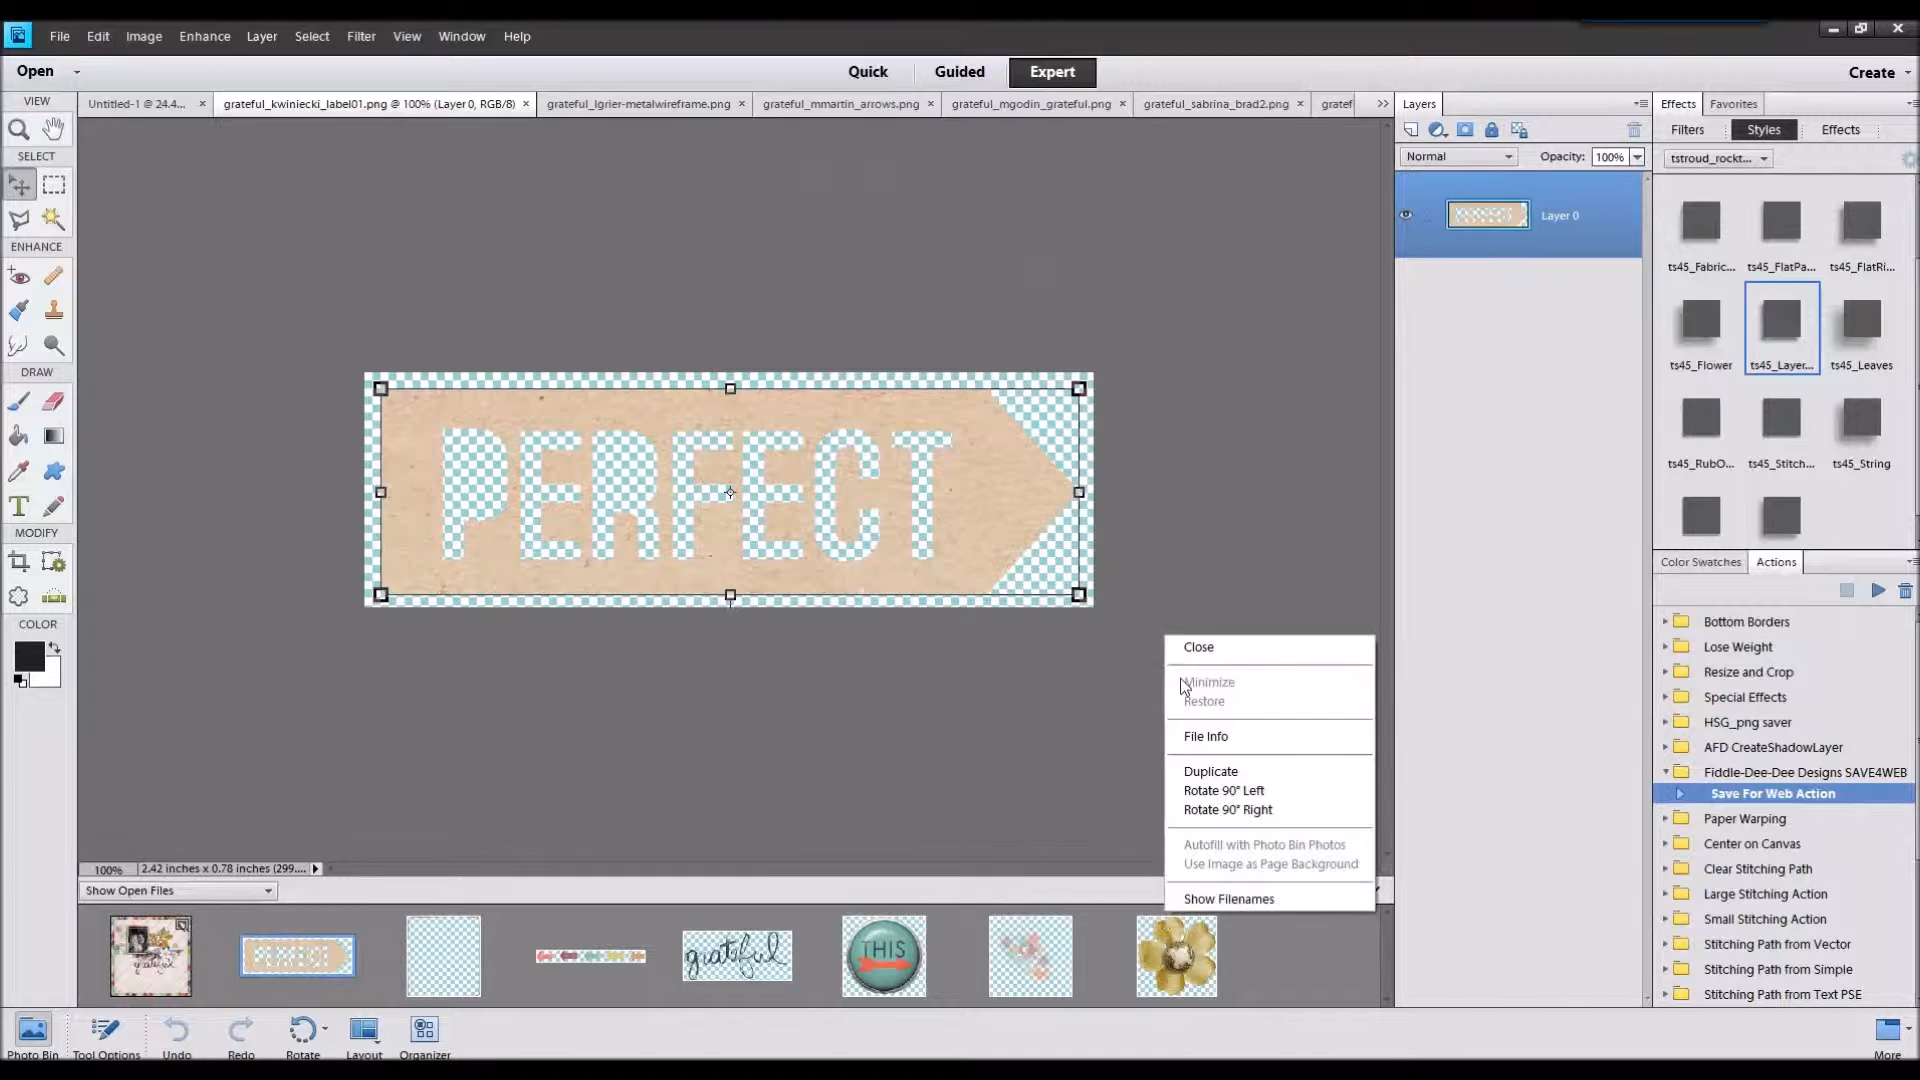 File Edit Image Enhance Layer Select Filter View Window Help
Open Quick Guided Expert Create
VIEW
SELECT
ENHANCE
DRAW
MODIFY
COLOR
Untitled-1 @ 24.4... grateful_kwiniecki_label01.png @ 100% (Layer 0, RGB/8) grateful_lgrier-metalwireframe.png grateful_mmartin_arrows.png grateful_mgodin_grateful.png grateful_sabrina_brad2.png gratef
PERFECT
Close
Minimize
Restore
File Info
Duplicate
Rotate 90° Left
Rotate 90° Right
Autofill with Photo Bin Photos
Use Image as Page Background
Show Filenames
100% 2.42 inches x 0.78 inches (299....
Show Open Files
grateful
grateful
THIS
Photo Bin Tool Options Undo Redo Rotate Layout Organizer More
Layers
Normal Opacity: 100%
Layer 0
Effects Favorites
Filters Styles Effects
tstroud_rockt...
ts45_Fabric... ts45_FlatPa... ts45_FlatRi...
ts45_Flower ts45_Layer... ts45_Leaves
ts45_RubO... ts45_Stitch... ts45_String
Color Swatches Actions
Bottom Borders
Lose Weight
Resize and Crop
Special Effects
HSG_png saver
AFD CreateShadowLayer
Fiddle-Dee-Dee Designs SAVE4WEB
Save For Web Action
Paper Warping
Center on Canvas
Clear Stitching Path
Large Stitching Action
Small Stitching Action
Stitching Path from Vector
Stitching Path from Simple
Stitching Path from Text PSE